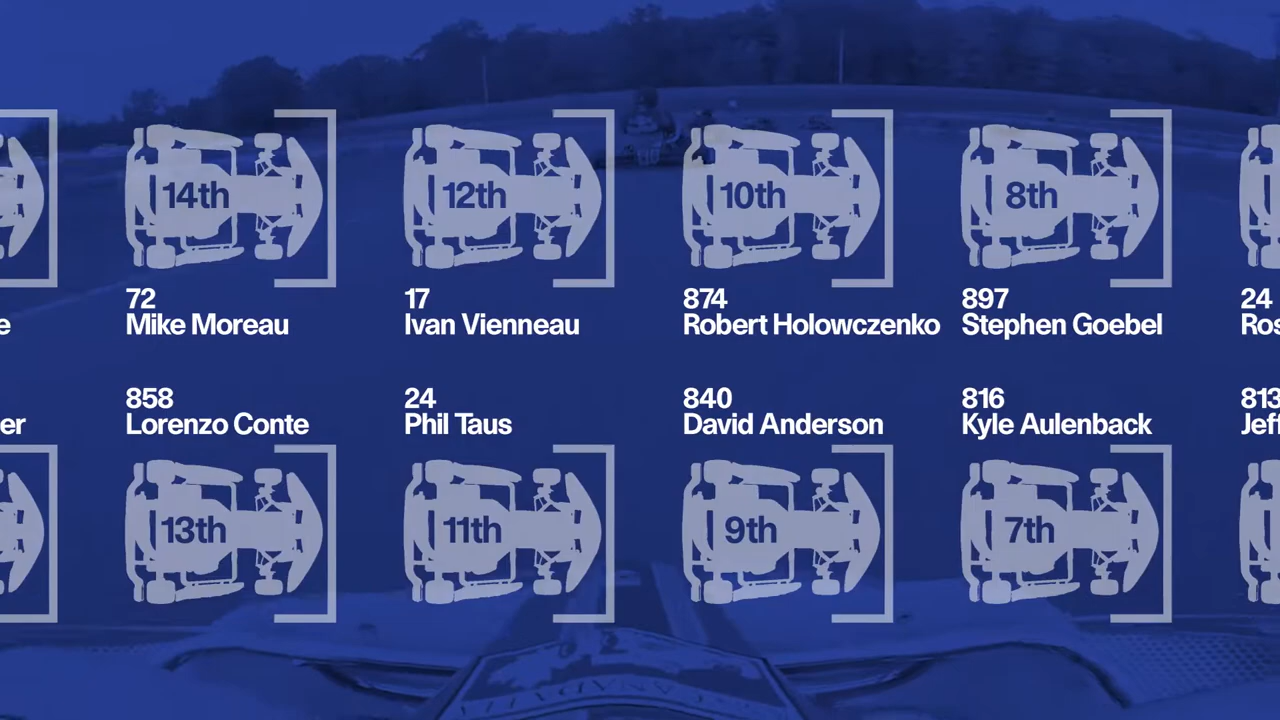 14th
12th
10th
8th
72
17
874
897
24
Mike Moreau
Ivan Vienneau
Robert Holowczenko
Stephen Goebel
858
24
840
816
813
Lorenzo Conte
Phil Taus
David Anderson
Kyle Aulenback
13th
11th
9th
7th